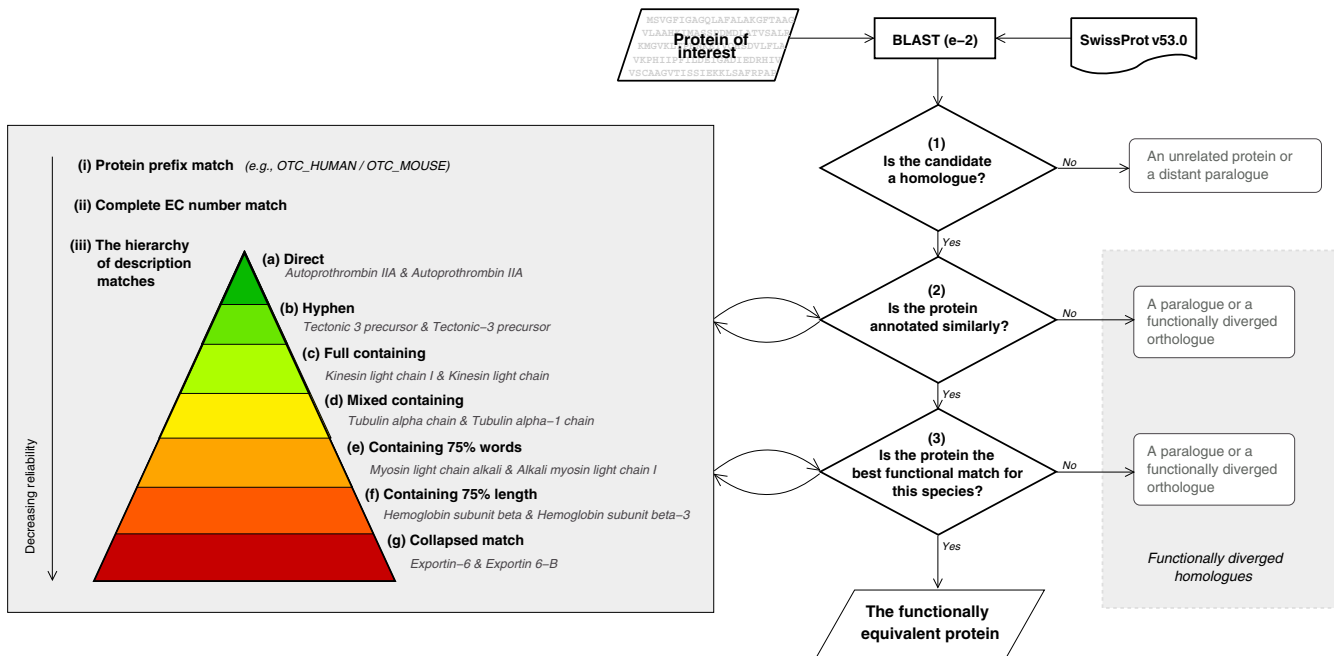 MSVGFIGAGQLAFALAKGFTAAG
Protein of
interest
VKPHIIPFILDEIGADIEDRHIV
VSCAAGVTISSIEKKLSAFRPAP
BLAST (e−2)
SwissProt v53.0
(1)
Is the candidate
a homologue?
No
An unrelated protein or
a distant paralogue
Yes
(2)
Is the protein
annotated similarly?
No
A paralogue or a
functionally diverged
orthologue
Yes
(3)
Is the protein the
best functional match for
this species?
No
A paralogue or a
functionally diverged
orthologue
Yes
Functionally diverged
homologues
The functionally
equivalent protein
(i) Protein prefix match (e.g., OTC_HUMAN / OTC_MOUSE)
(ii) Complete EC number match
(iii) The hierarchy
of description
matches
(a) Direct
Autoprothrombin IIA & Autoprothrombin IIA
(b) Hyphen
Tectonic 3 precursor & Tectonic−3 precursor
(c) Full containing
Kinesin light chain I & Kinesin light chain
(d) Mixed containing
Tubulin alpha chain & Tubulin alpha−1 chain
(e) Containing 75% words
Myosin light chain alkali & Alkali myosin light chain I
(f) Containing 75% length
Hemoglobin subunit beta & Hemoglobin subunit beta−3
(g) Collapsed match
Exportin−6 & Exportin 6−B
Decreasing reliability